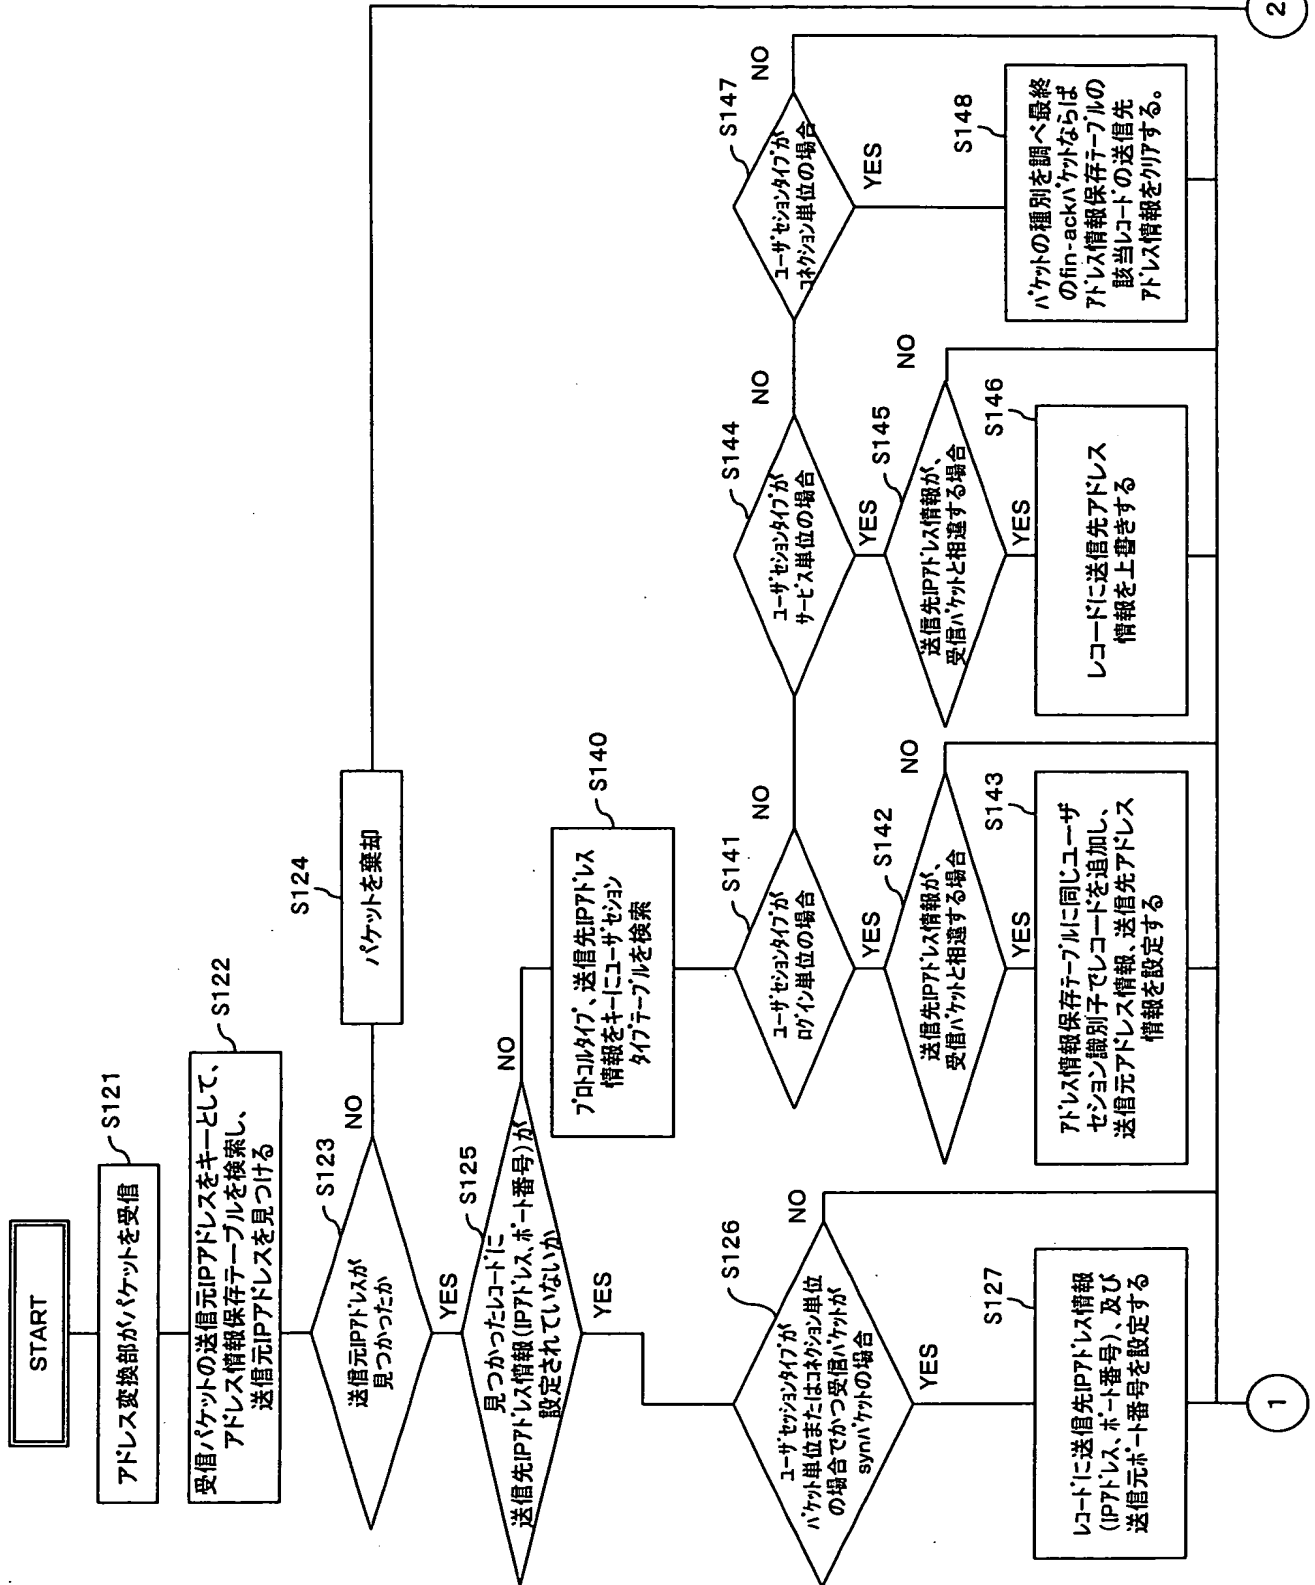 START
S121
アドレス変換部がパケットを受信
S122
受信パケットの送信元IPアドレスをキーとして、
アドレス情報保存テーブルを検索し、
送信元IPアドレスを見つける
S123
送信元IPアドレスが
見つかったか
NO
YES
S124
パケットを棄却
S125
見つかったレコードに
送信先IPアドレス情報(IPアドレス、ポート番号)が
設定されていないか
NO
YES
S126
ユーザセッションタイプが
パケット単位またはコネクション単位
の場合でかつ受信パケットが
synパケットの場合
NO
YES
S127
レコードに送信先IPアドレス情報
(IPアドレス、ポート番号)、及び
送信元ポート番号を設定する
S140
プロトコルタイプ、送信先IPアドレス
情報をキーにユーザセション
タイプテーブルを検索
S141
ユーザセションタイプが
ログイン単位の場合
NO
YES
S142
送信先IPアドレス情報が、
受信パケットと相違する場合
NO
YES
S143
アドレス情報保存テーブルに同じユーザ
セション識別子でレコードを追加し、
送信元アドレス情報、送信先アドレス
情報を設定する
S144
ユーザセションタイプが
サービス単位の場合
NO
YES
S145
送信先IPアドレス情報が、
受信パケットと相違する場合
NO
YES
S146
レコードに送信先アドレス
情報を上書きする
S147
ユーザセションタイプが
コネクション単位の場合
NO
YES
S148
パケットの種別を調べ最終
のfin-ackパケットならば
アドレス情報保存テーブルの
該当レコードの送信先
アドレス情報をクリアする。
1
2